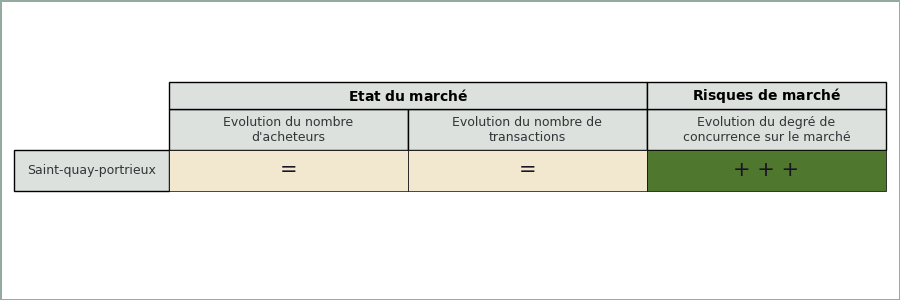 Etat du marché
Risques de marché
Evolution du nombre
d'acheteurs
Evolution du nombre de
transactions
Evolution du degré de
concurrence sur le marché
Saint-quay-portrieux
=
=
+ + +